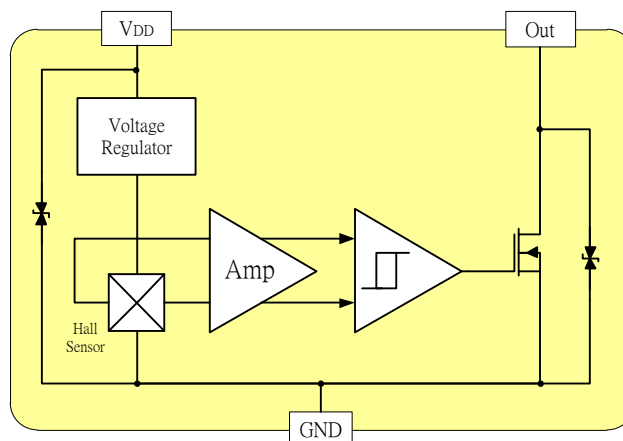 VDD
Out
Voltage
Regulator
Amp
Hall
Sensor
GND